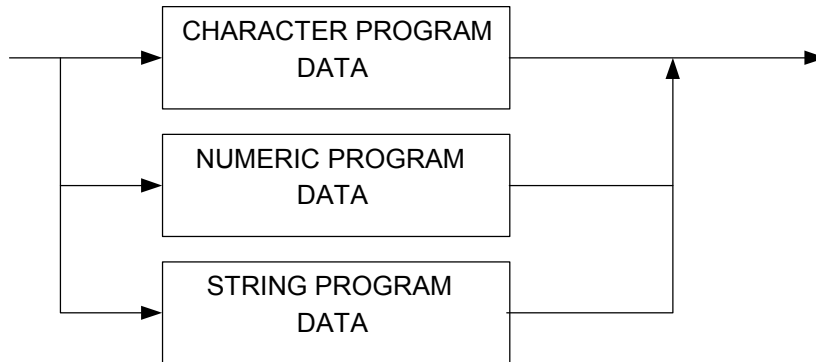 CHARACTER PROGRAM
DATA
NUMERIC PROGRAM
DATA
STRING PROGRAM
DATA